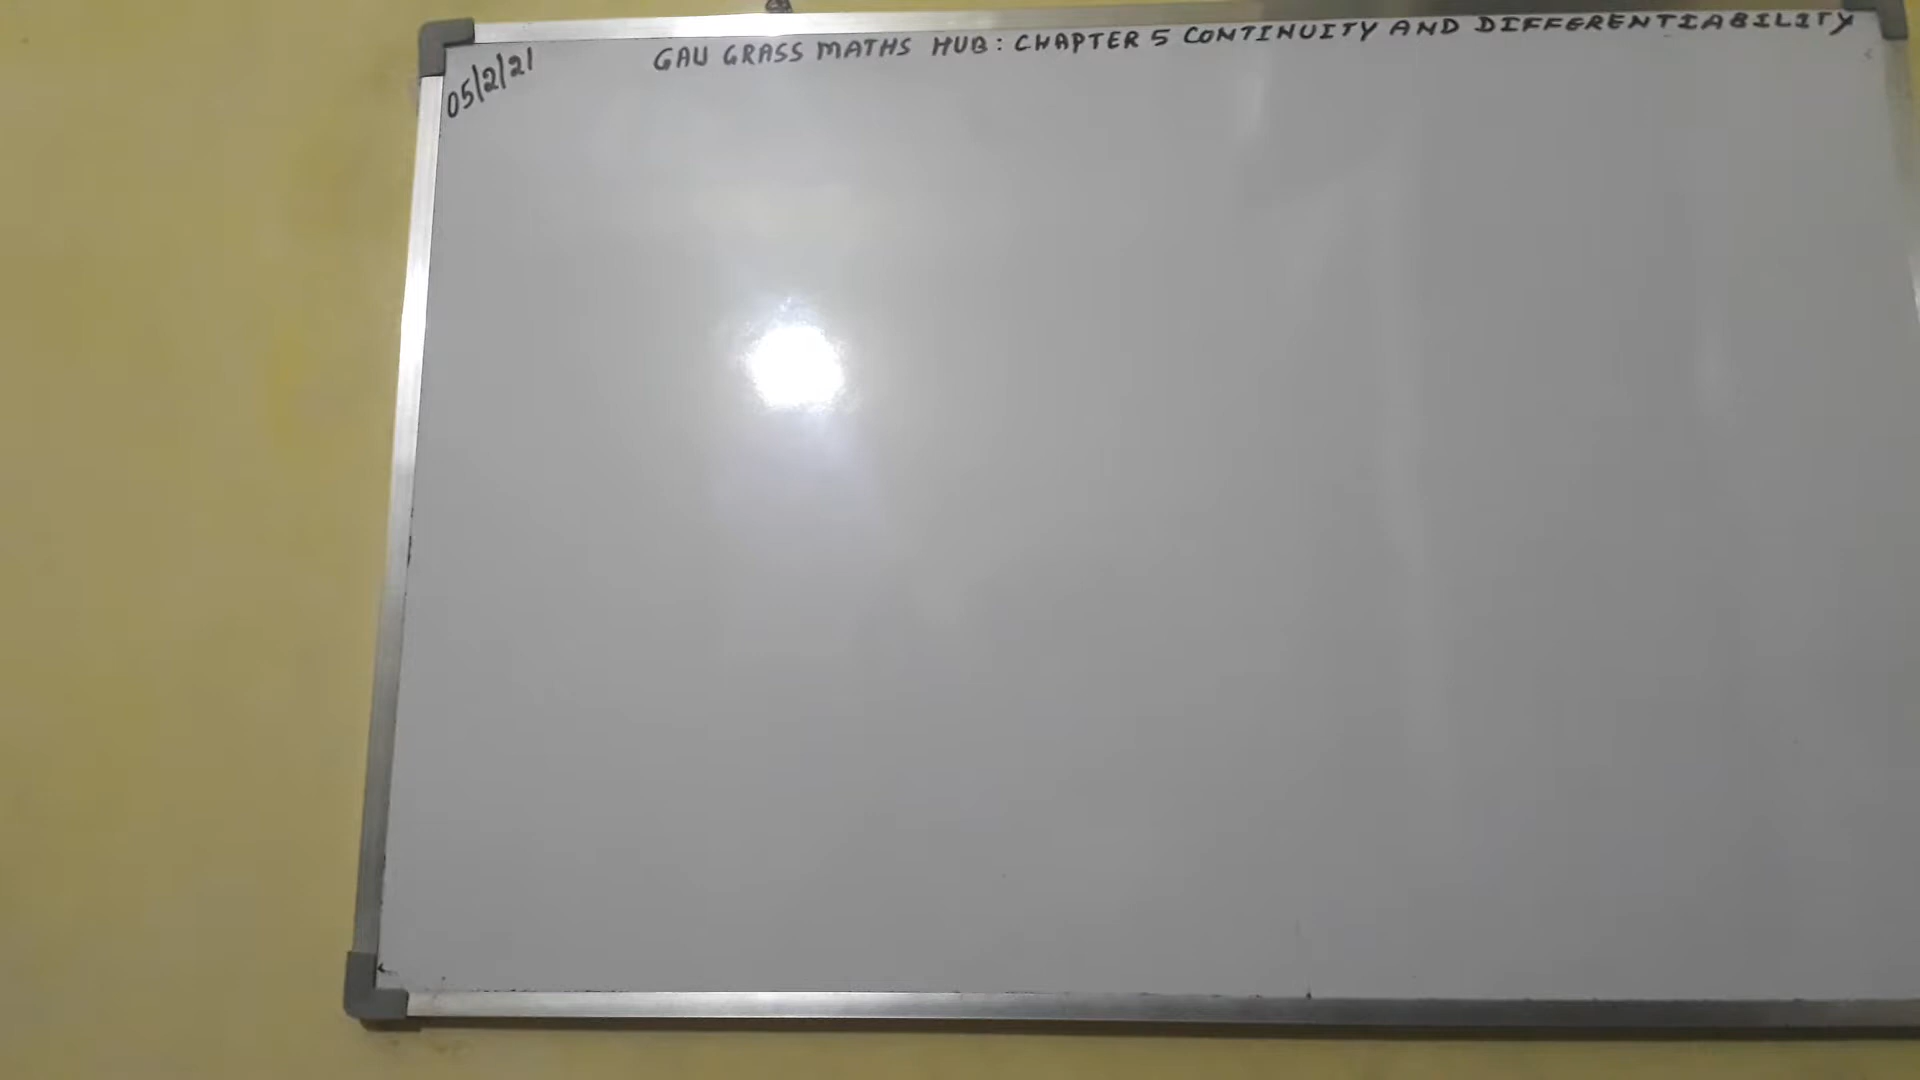 05/2/21
GAU GRASS MATHS HUB: CHAPTER 5 CONTINUITY AND DIFFERENTIABILITY